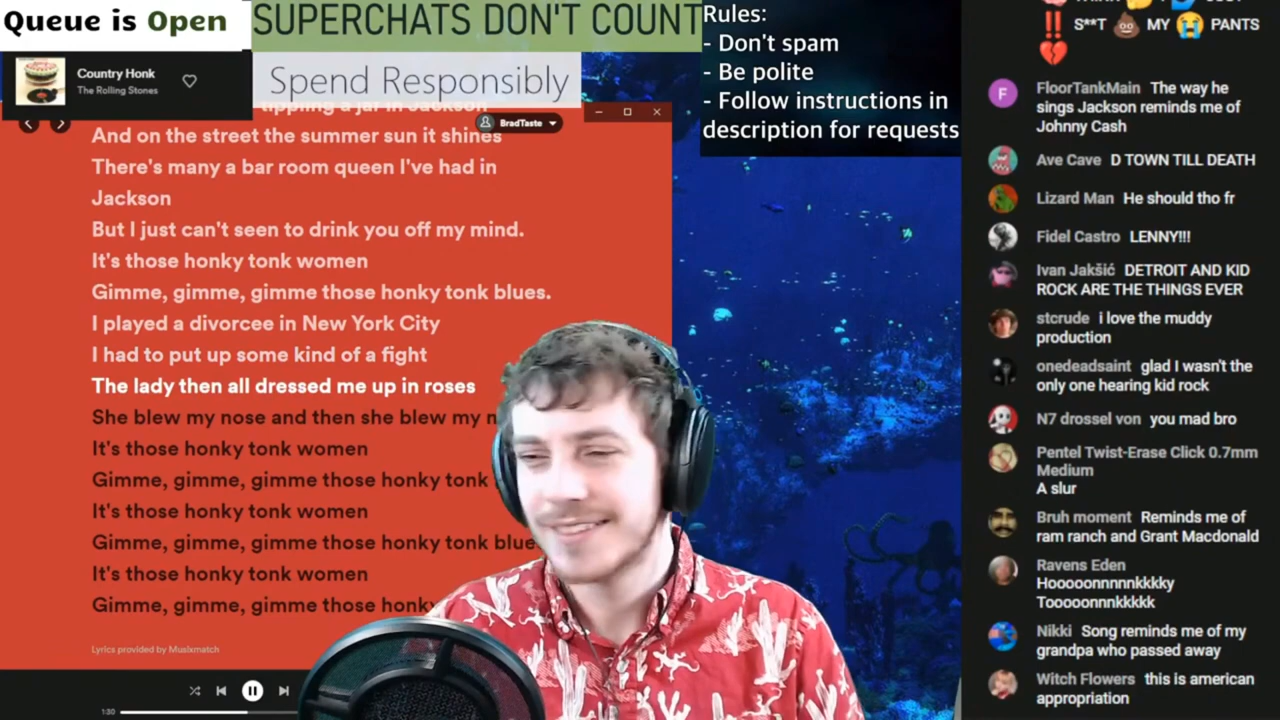 Queue is Open
SUPERCHATS DON'T COUNT
Spend Responsibly
Rules:
- Don't spam
- Be polite
- Follow instructions in
description for requests
Country Honk
The Rolling Stones
BradTaste
tippling a jar in Jackson
And on the street the summer sun it shines
There's many a bar room queen I've had in
Jackson
But I just can't seen to drink you off my mind.
It's those honky tonk women
Gimme, gimme, gimme those honky tonk blues.
I played a divorcee in New York City
I had to put up some kind of a fight
The lady then all dressed me up in roses
She blew my nose and then she blew my
It's those honky tonk women
Gimme, gimme, gimme those honky tonk
It's those honky tonk women
Gimme, gimme, gimme those honky tonk blue
It's those honky tonk women
Gimme, gimme, gimme those honky
Lyrics provided by Musixmatch
1:30
S**T 💩 MY 😭 PANTS
F
FloorTankMain The way he
sings Jackson reminds me of
Johnny Cash
Ave Cave D TOWN TILL DEATH
Lizard Man He should tho fr
Fidel Castro LENNY!!!
Ivan Jakšić DETROIT AND KID
ROCK ARE THE THINGS EVER
stcrude i love the muddy
production
onedeadsaint glad I wasn't the
only one hearing kid rock
N7 drossel von you mad bro
Pentel Twist-Erase Click 0.7mm
Medium
A slur
Bruh moment Reminds me of
ram ranch and Grant Macdonald
Ravens Eden
Hooooonnnnnkkkky
Tooooonnnkkkkk
Nikki Song reminds me of my
grandpa who passed away
Witch Flowers this is american
appropriation